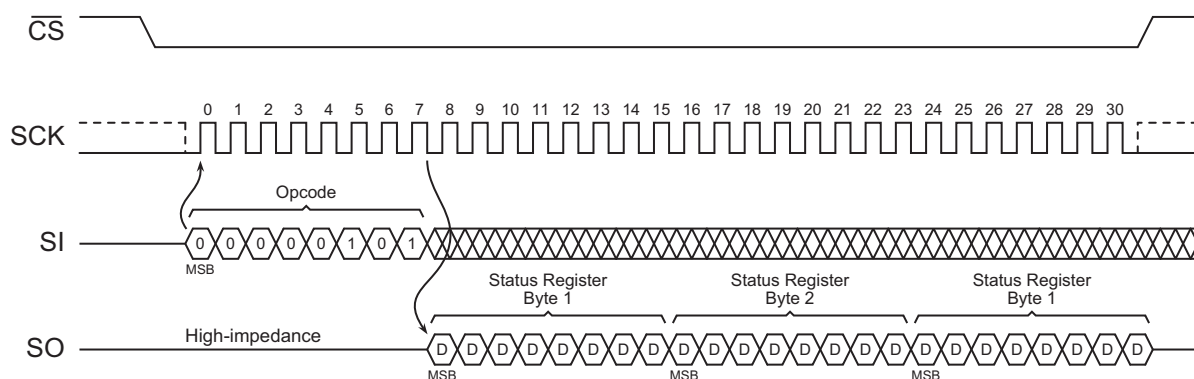 CS
0 1 2 3 4 5 6 7 8 9 10 11 12 13 14 15 16 17 18 19 20 21 22 23 24 25 26 27 28 29 30
SCK
Opcode
SI
0 0 0 0 0 1 0 1
MSB
Status Register
Byte 1
Status Register
Byte 2
Status Register
Byte 1
High-impedance
SO
D D D D D D D D D D D D D D D D D D D D D D D D
MSB MSB MSB